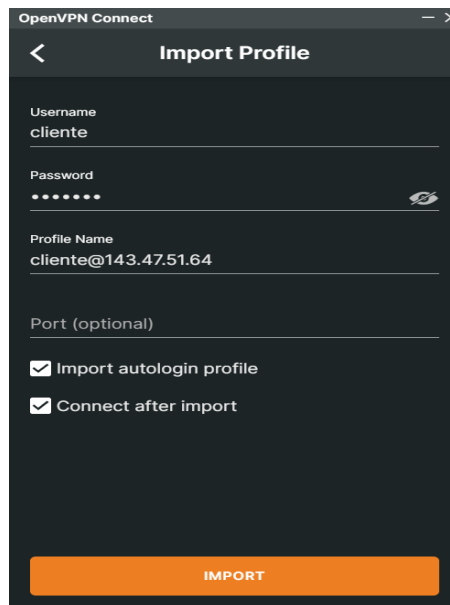 OpenVPN Connect
Import Profile
Username
cliente
Password
•••••••
Profile Name
cliente@143.47.51.64
Port (optional)
Import autologin profile
Connect after import
IMPORT